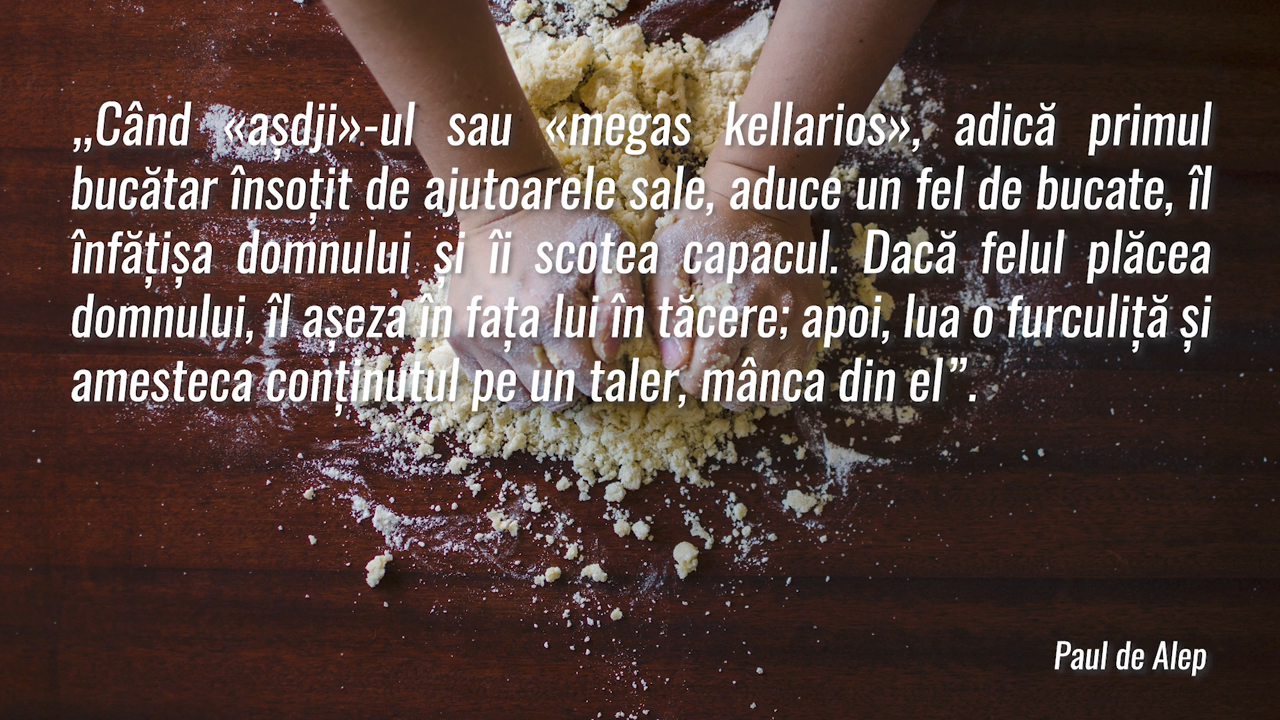 „Când «așdji»-ul sau «megas kellarios», adică primul
bucătar însoțit de ajutoarele sale, aduce un fel de bucate, îl
înfățișa domnului și îi scotea capacul. Dacă felul plăcea
domnului, îl așeza în fața lui în tăcere; apoi, lua o furculiță și
amesteca conținutul pe un taler, mânca din el”.
Paul de Alep